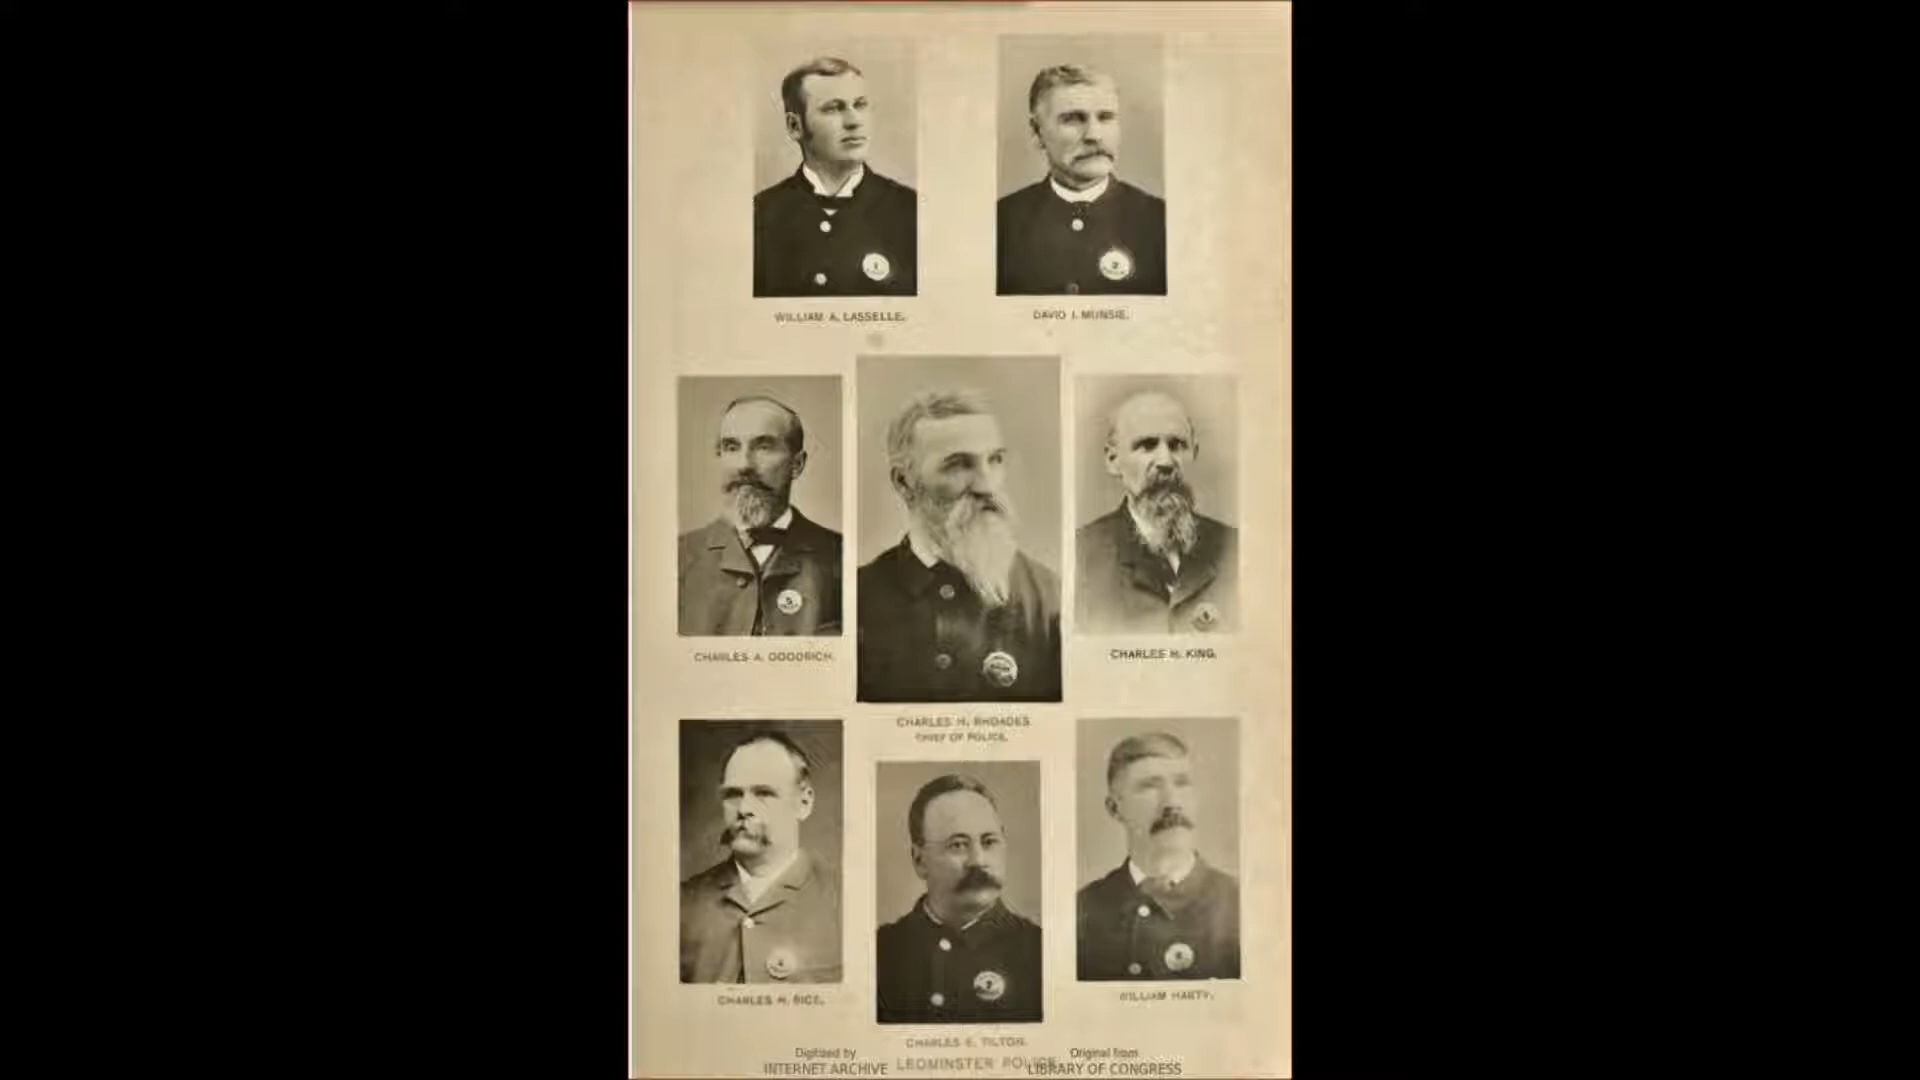 WILLIAM A. LASSELLE.
DAVID I. MUNSIE.
CHARLES A. GOODRICH.
CHARLES H. KING.
CHARLES H. RHOADES
CHIEF OF POLICE.
CHARLES H. RICE.
WILLIAM HARTY.
CHARLES E. TILTON.
LEOMINSTER POLICE.
Digitized by
INTERNET ARCHIVE
Original from
LIBRARY OF CONGRESS